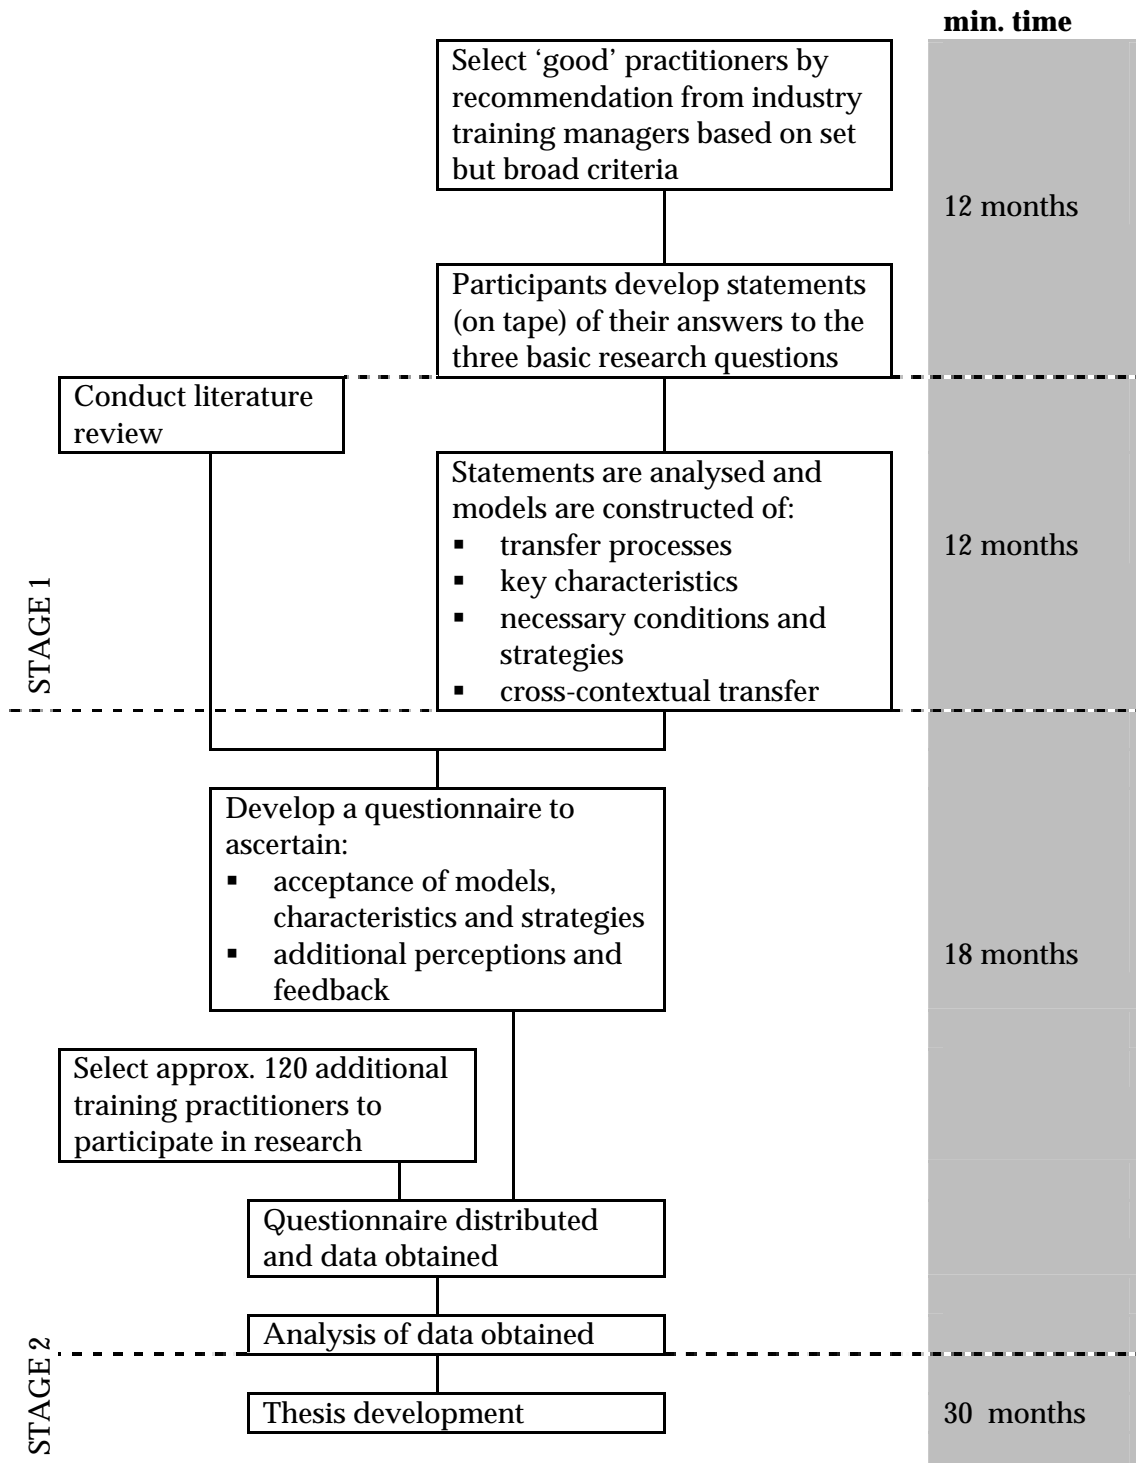 min. time
Select ‘good’ practitioners by
recommendation from industry
training managers based on set
but broad criteria
12 months
Participants develop statements
(on tape) of their answers to the
three basic research questions
Conduct literature
review
Statements are analysed and
models are constructed of:
▪ transfer processes
▪ key characteristics
▪ necessary conditions and
strategies
▪ cross-contextual transfer
12 months
STAGE 1
Develop a questionnaire to
ascertain:
▪ acceptance of models,
characteristics and strategies
▪ additional perceptions and
feedback
18 months
Select approx. 120 additional
training practitioners to
participate in research
Questionnaire distributed
and data obtained
Analysis of data obtained
STAGE 2
Thesis development
30 months